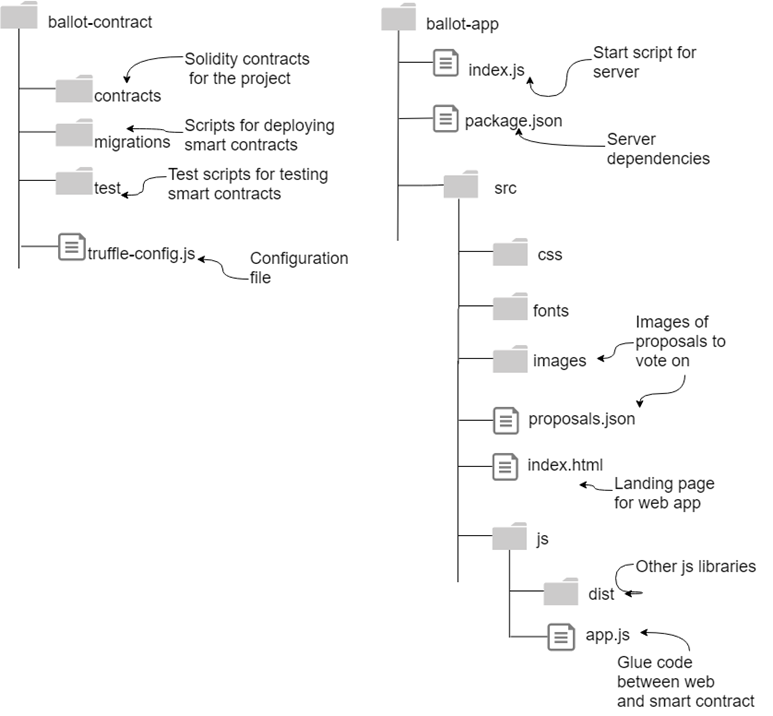 ballot-contract
Solidity contracts
for the project
contracts
Scripts for deploying
smart contracts
migrations
Test scripts for testing
smart contracts
test
truffle-config.js
Configuration
file
ballot-app
Start script for
server
index.js
package.json
Server
dependencies
src
css
fonts
Images of
proposals to
vote on
images
proposals.json
index.html
Landing page
for web app
js
Other js libraries
dist
app.js
Glue code
between web
and smart contract